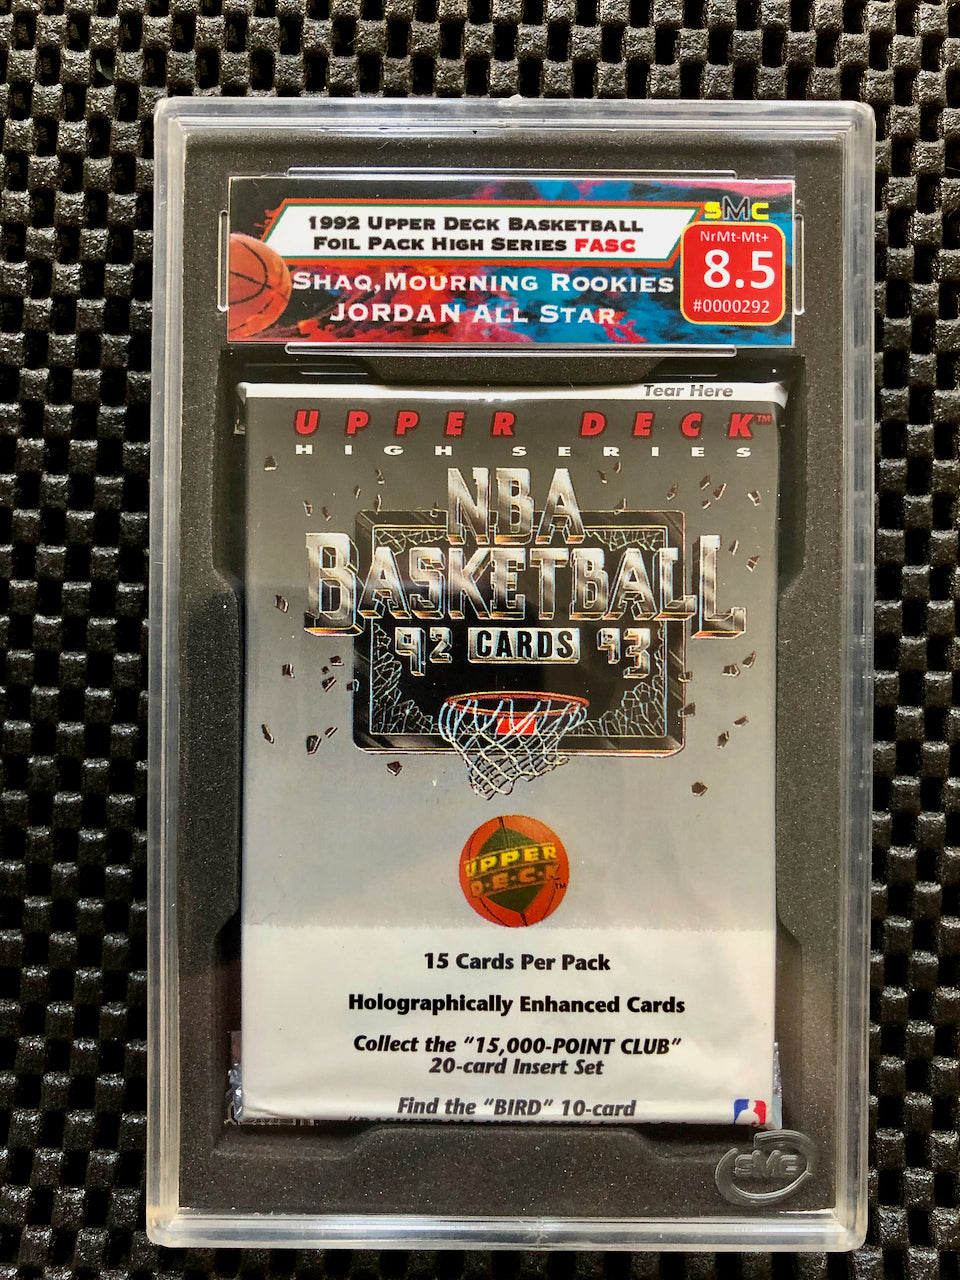 1992 UPPER DECK BASKETBALL
FOIL PACK HIGH SERIES FASC
SHAQ,MOURNING ROOKIES
JORDAN ALL STAR
SMC
NrMt-Mt+
8.5
#0000292
Tear Here
UPPER DECK™
HIGH SERIES
NBA
BASKETBALL
92 CARDS 93
UPPER
D·E·C·K™
15 Cards Per Pack
Holographically Enhanced Cards
Collect the "15,000-POINT CLUB"
20-card Insert Set
Find the "BIRD" 10-card
SMC